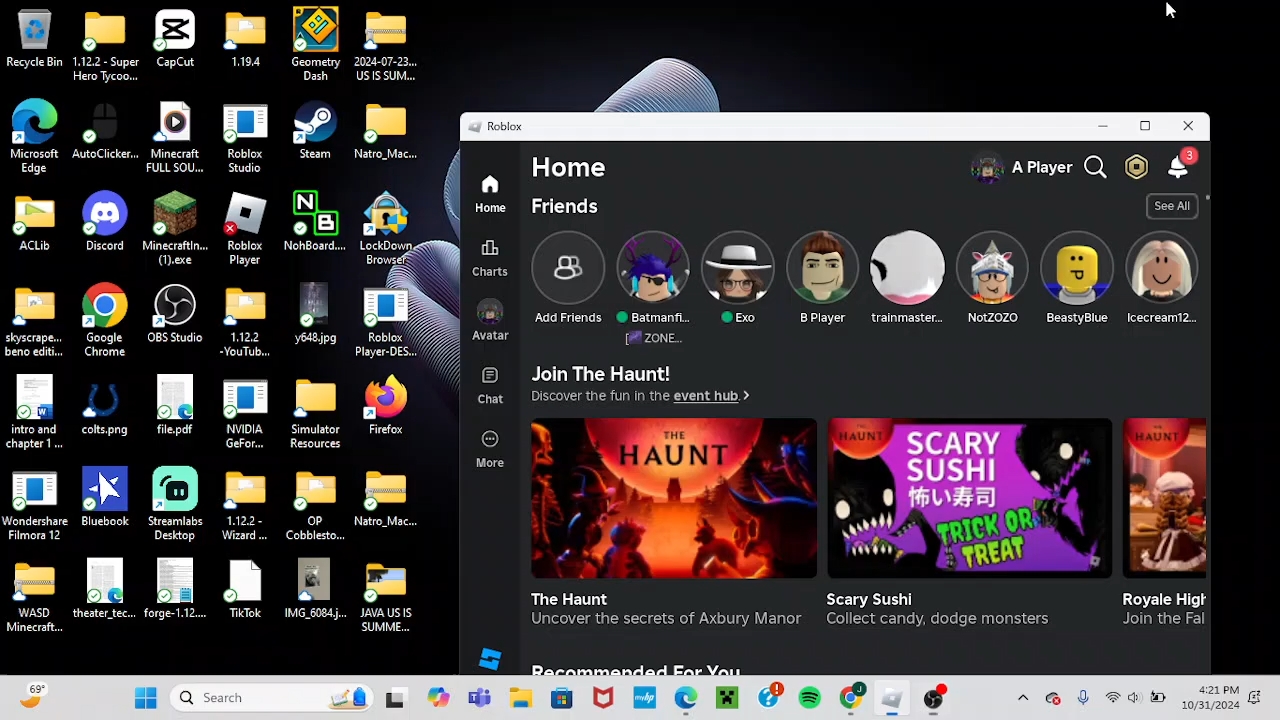 Recycle Bin
1.12.2 - Super
Hero Tycoo...
CapCut
1.19.4
Geometry
Dash
2024-07-23...
US IS SUM...
Microsoft
Edge
AutoClicker...
Minecraft
FULL SOU...
Roblox
Studio
Steam
Natro_Mac...
ACLib
Discord
MinecraftIn...
(1).exe
Roblox
Player
N
B
NohBoard....
LockDown
Browser
skyscraper...
beno editi...
Google
Chrome
OBS Studio
1.12.2
-YouTub...
y648.jpg
Roblox
Player-DES...
intro and
chapter 1 ...
colts.png
file.pdf
NVIDIA
GeFor...
Simulator
Resources
Firefox
Wondershare
Filmora 12
Bluebook
Streamlabs
Desktop
1.12.2 -
Wizard ...
OP
Cobblesto...
Natro_Mac...
WASD
Minecraft...
theater_tec...
forge-1.12....
TikTok
IMG_6084.j...
JAVA US IS
SUMME...
Roblox
Home
A Player
3
Home
Charts
Avatar
Chat
More
Friends
See All
Add Friends
Batmanfi...
[ ZONE...
Exo
B Player
trainmaster...
NotZOZO
BeastyBlue
Icecream12...
Join The Haunt!
Discover the fun in the event hub.
THE
HAUNT
THE
HAUNT
SCARY
SUSHI
怖い寿司
TRICK OR
TREAT
THE
HAUNT
The Haunt
Uncover the secrets of Axbury Manor
Scary Sushi
Collect candy, dodge monsters
Royale High
Join the Fal
Recommended For You
69°
Search
myhp
J
4:21 PM
10/31/2024